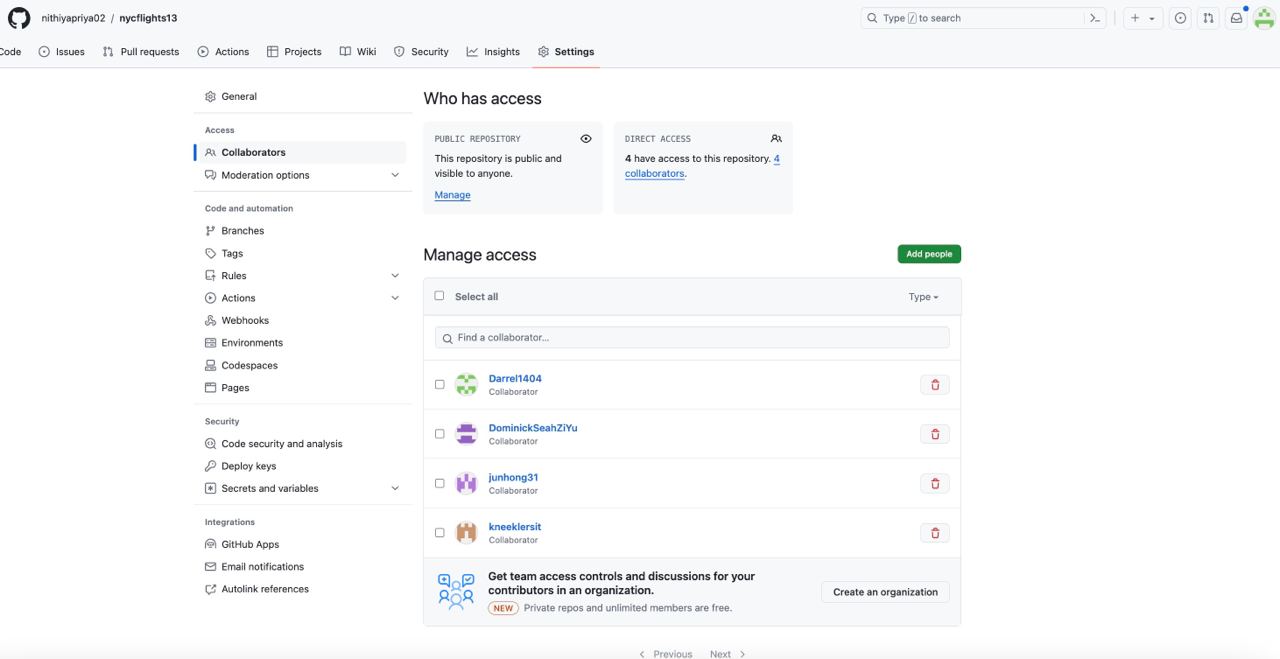 nithiyapriya02 / nycflights13
Type / to search
Code Issues Pull requests Actions Projects Wiki Security Insights Settings
General
Access
Collaborators
Moderation options
Code and automation
Branches
Tags
Rules
Actions
Webhooks
Environments
Codespaces
Pages
Security
Code security and analysis
Deploy keys
Secrets and variables
Integrations
GitHub Apps
Email notifications
Autolink references
Who has access
PUBLIC REPOSITORY
This repository is public and
visible to anyone.
Manage
DIRECT ACCESS
4 have access to this repository. 4
collaborators.
Manage access
Add people
Select all
Type
Find a collaborator...
Darrel1404
Collaborator
DominickSeahZiYu
Collaborator
junhong31
Collaborator
kneeklersit
Collaborator
Get team access controls and discussions for your
contributors in an organization.
NEW Private repos and unlimited members are free.
Create an organization
Previous Next